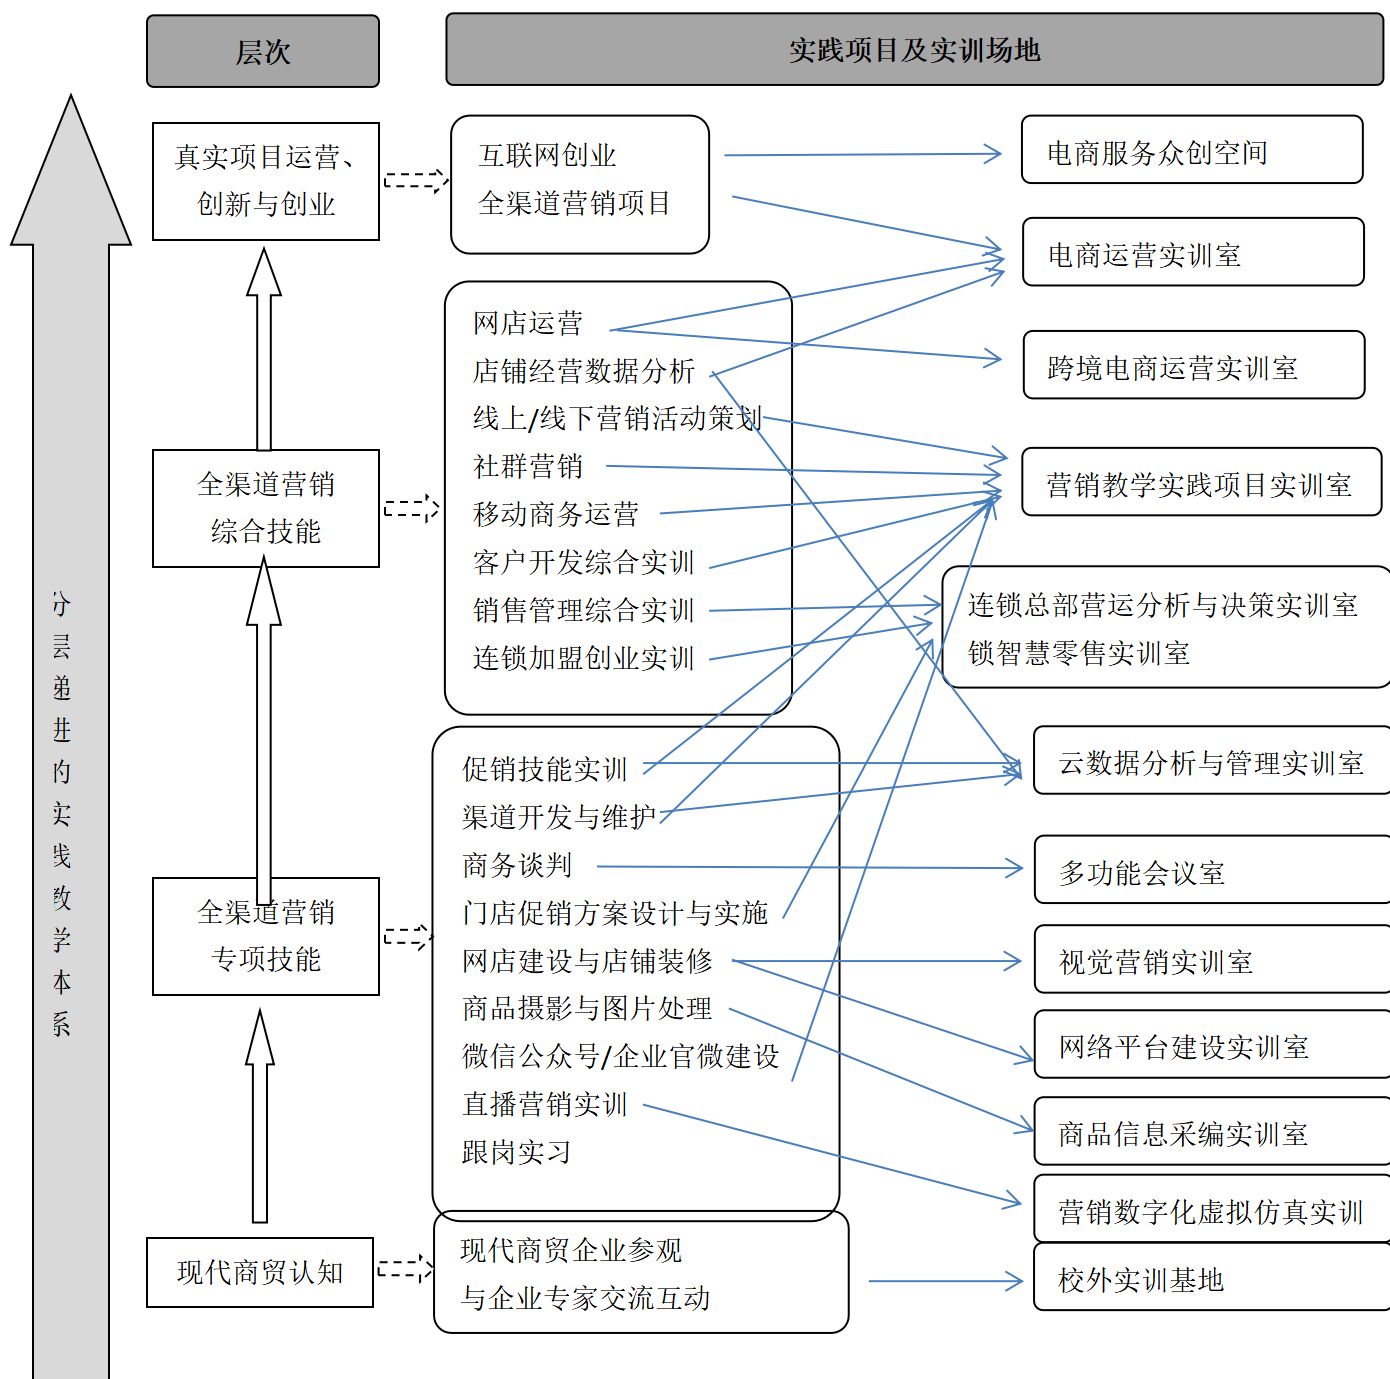 层次
实践项目及实训场地
真实项目运营、
创新与创业
互联网创业
全渠道营销项目
电商服务众创空间
电商运营实训室
网店运营
店铺经营数据分析
线上/线下营销活动策划
社群营销
移动商务运营
客户开发综合实训
销售管理综合实训
连锁加盟创业实训
跨境电商运营实训室
营销教学实践项目实训室
全渠道营销
综合技能
连锁总部营运分析与决策实训室
锁智慧零售实训室
分
层
递
进
的
实
践
教
学
体
系
促销技能实训
渠道开发与维护
商务谈判
门店促销方案设计与实施
网店建设与店铺装修
商品摄影与图片处理
微信公众号/企业官微建设
直播营销实训
跟岗实习
云数据分析与管理实训室
多功能会议室
全渠道营销
专项技能
视觉营销实训室
网络平台建设实训室
商品信息采编实训室
营销数字化虚拟仿真实训
现代商贸认知
现代商贸企业参观
与企业专家交流互动
校外实训基地